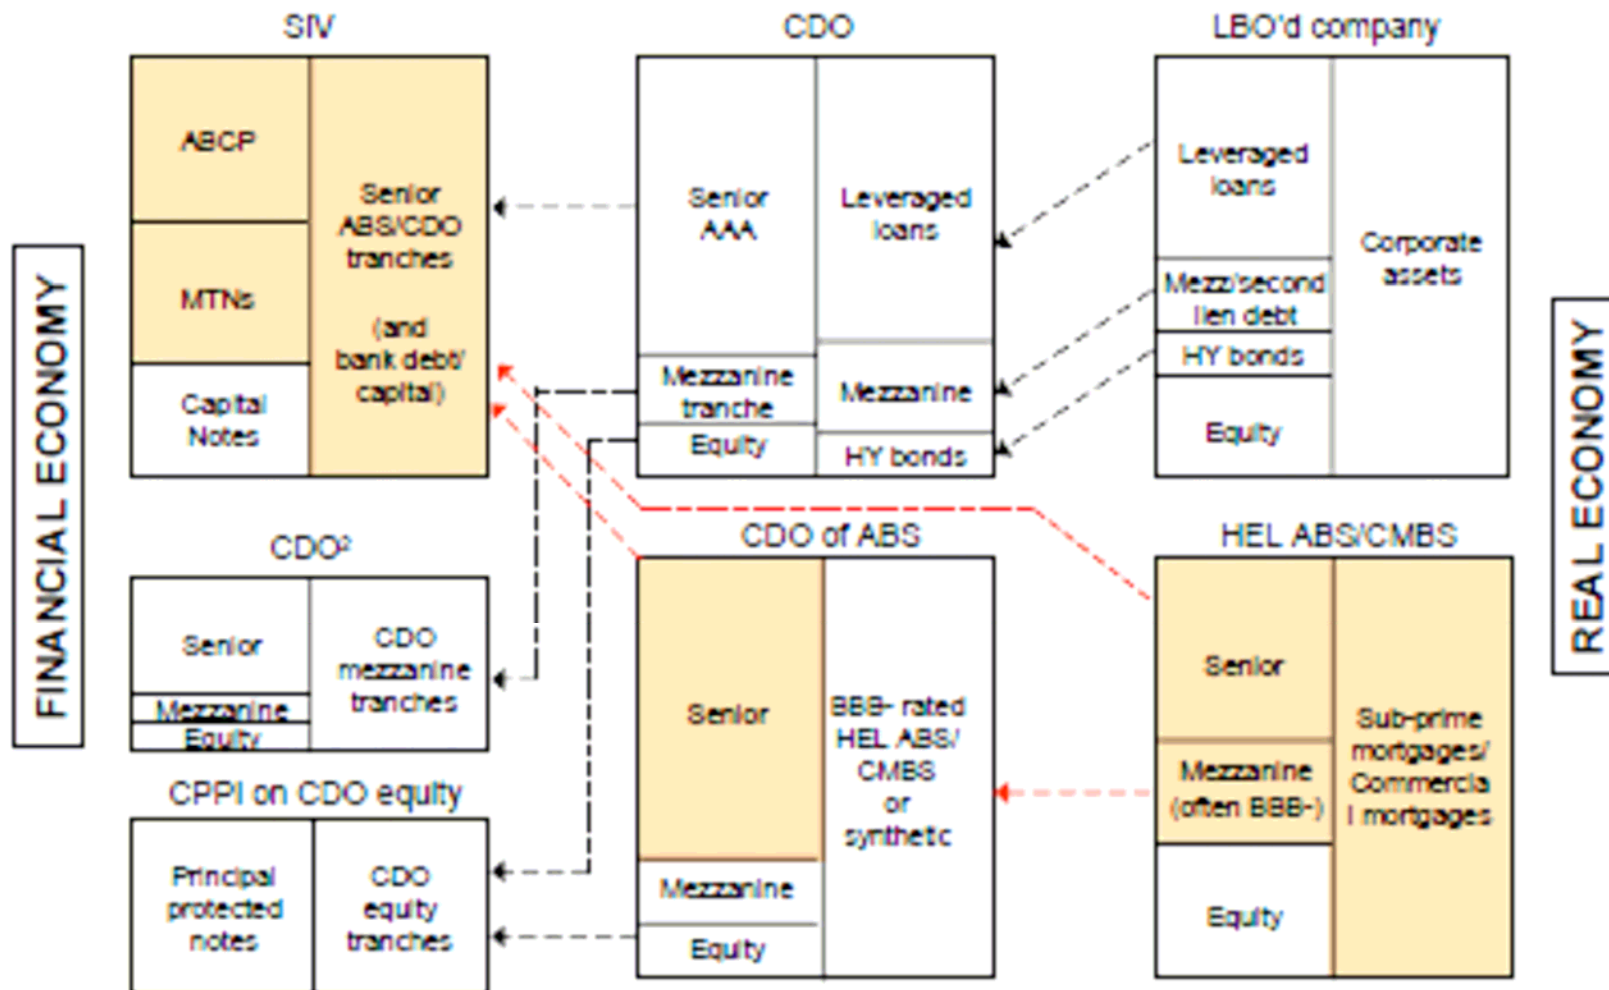 SIV
ABCP
MTNs
Capital
Notes
Senior
ABS/CDO
tranches
(and
bank debt/
capital)
CDO
Senior
AAA
Mezzanine
tranche
Equity
Leveraged
loans
Mezzanine
HY bonds
LBO'd company
Leveraged
loans
Mezz/second
lien debt
HY bonds
Equity
Corporate
assets
FINANCIAL ECONOMY
REAL ECONOMY
CDO²
Senior
Mezzanine
Equity
CDO
mezzanine
tranches
CPPI on CDO equity
Principal
protected
notes
CDO
equity
tranches
CDO of ABS
Senior
Mezzanine
Equity
BBB- rated
HEL ABS/
CMBS
or
synthetic
HEL ABS/CMBS
Senior
Mezzanine
(often BBB-)
Equity
Sub-prime
mortgages/
Commercia
l mortgages